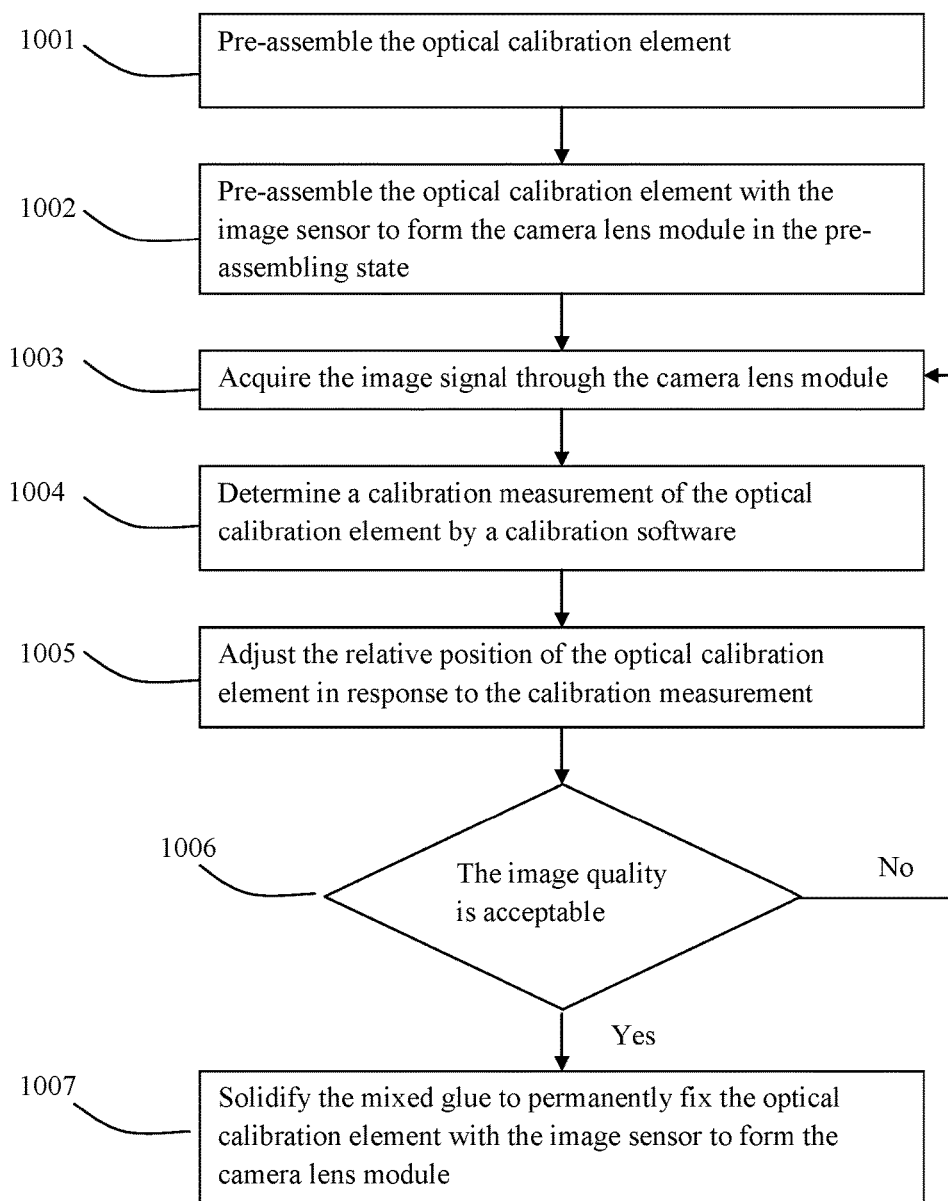 1001
Pre-assemble the optical calibration element
1002
Pre-assemble the optical calibration element with the
image sensor to form the camera lens module in the pre-
assembling state
1003
Acquire the image signal through the camera lens module
1004
Determine a calibration measurement of the optical
calibration element by a calibration software
1005
Adjust the relative position of the optical calibration
element in response to the calibration measurement
1006
The image quality
is acceptable
No
Yes
1007
Solidify the mixed glue to permanently fix the optical
calibration element with the image sensor to form the
camera lens module